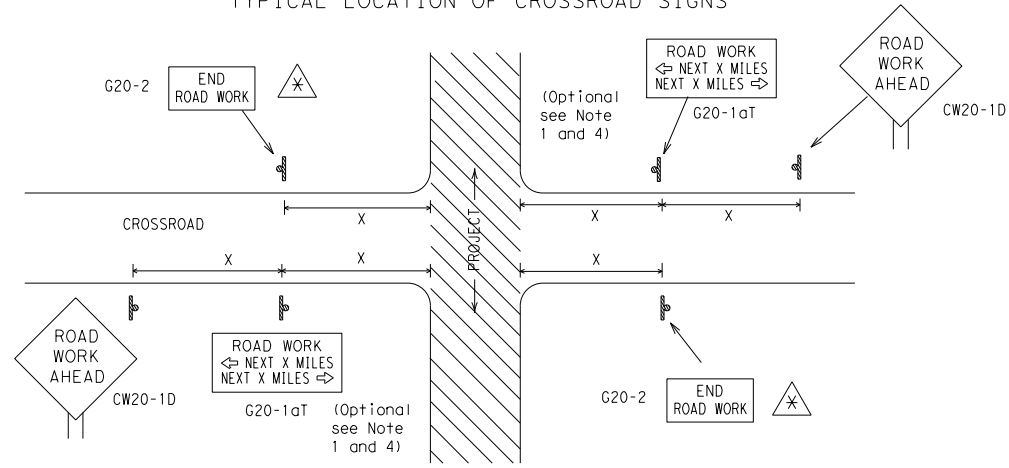 TYPICAL LOCATION OF CROSSROAD SIGNS
G20-2
END
ROAD WORK
*
(Optional
see Note
1 and 4)
ROAD WORK
⇦ NEXT X MILES
NEXT X MILES ⇨
G20-1aT
ROAD
WORK
AHEAD
CW20-1D
X
X
X
CROSSROAD
PROJECT
X
X
X
ROAD
WORK
AHEAD
CW20-1D
ROAD WORK
⇦ NEXT X MILES
NEXT X MILES ⇨
G20-1aT
(Optional
see Note
1 and 4)
G20-2
END
ROAD WORK
*